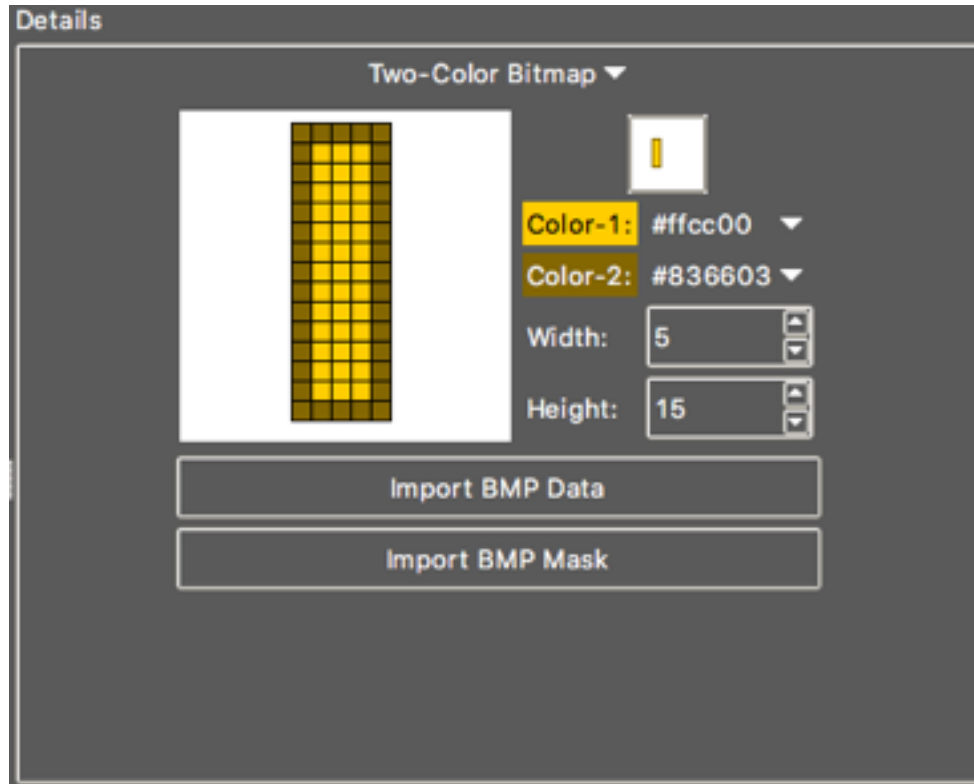 Details
Two-Color Bitmap
Color-1: #ffcc00
Color-2: #836603
Width: 5
Height: 15
Import BMP Data
Import BMP Mask